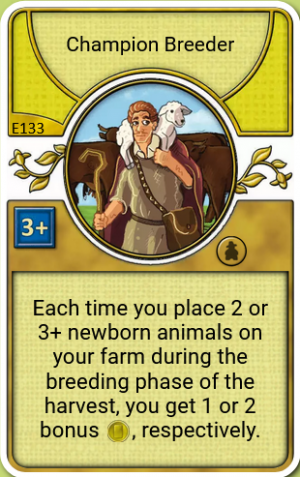 Champion Breeder
E133
3+
Each time you place 2 or
3+ newborn animals on
your farm during the
breeding phase of the
harvest, you get 1 or 2
bonus , respectively.